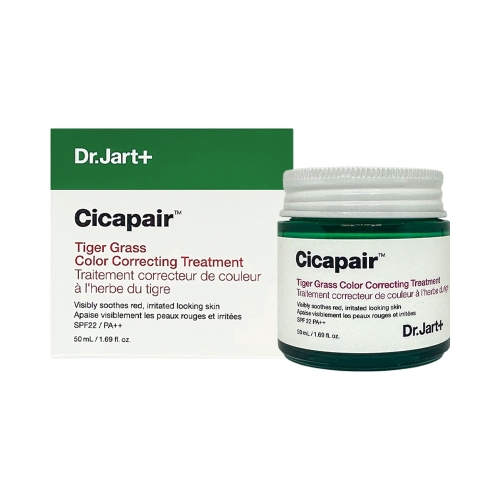 Dr.Jart+
Cicapair™
Tiger Grass
Color Correcting Treatment
Traitement correcteur de couleur
à l'herbe du tigre
Visibly soothes red, irritated looking skin
Apaise visiblement les peaux rouges et irritées
SPF22 / PA++
50 mL / 1.69 fl. oz.
Cicapair™
Tiger Grass Color Correcting Treatment
Traitement correcteur de couleur à l'herbe du tigre
Visibly soothes red, irritated looking skin
Apaise visiblement les peaux rouges et irritées
SPF22 / PA++
50 mL / 1.69 fl. oz.
Dr.Jart+